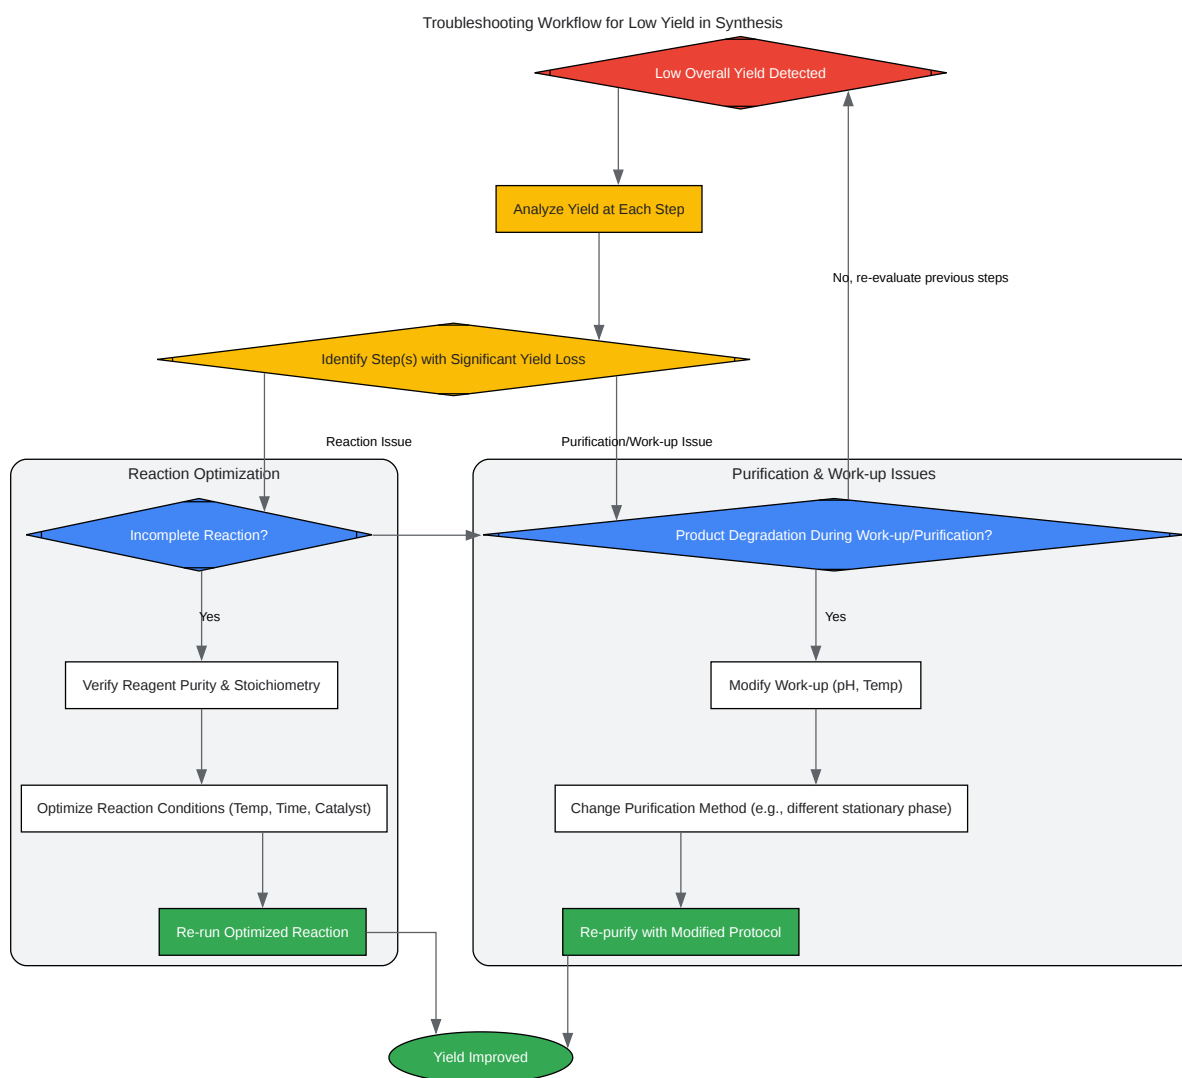 Troubleshooting Workflow for Low Yield in Synthesis
Low Overall Yield Detected
Analyze Yield at Each Step
No, re-evaluate previous steps
Identify Step(s) with Significant Yield Loss
Reaction Issue
Purification/Work-up Issue
Reaction Optimization
Purification & Work-up Issues
Incomplete Reaction?
Product Degradation During Work-up/Purification?
Yes
Yes
Verify Reagent Purity & Stoichiometry
Modify Work-up (pH, Temp)
Optimize Reaction Conditions (Temp, Time, Catalyst)
Change Purification Method (e.g., different stationary phase)
Re-run Optimized Reaction
Re-purify with Modified Protocol
Yield Improved